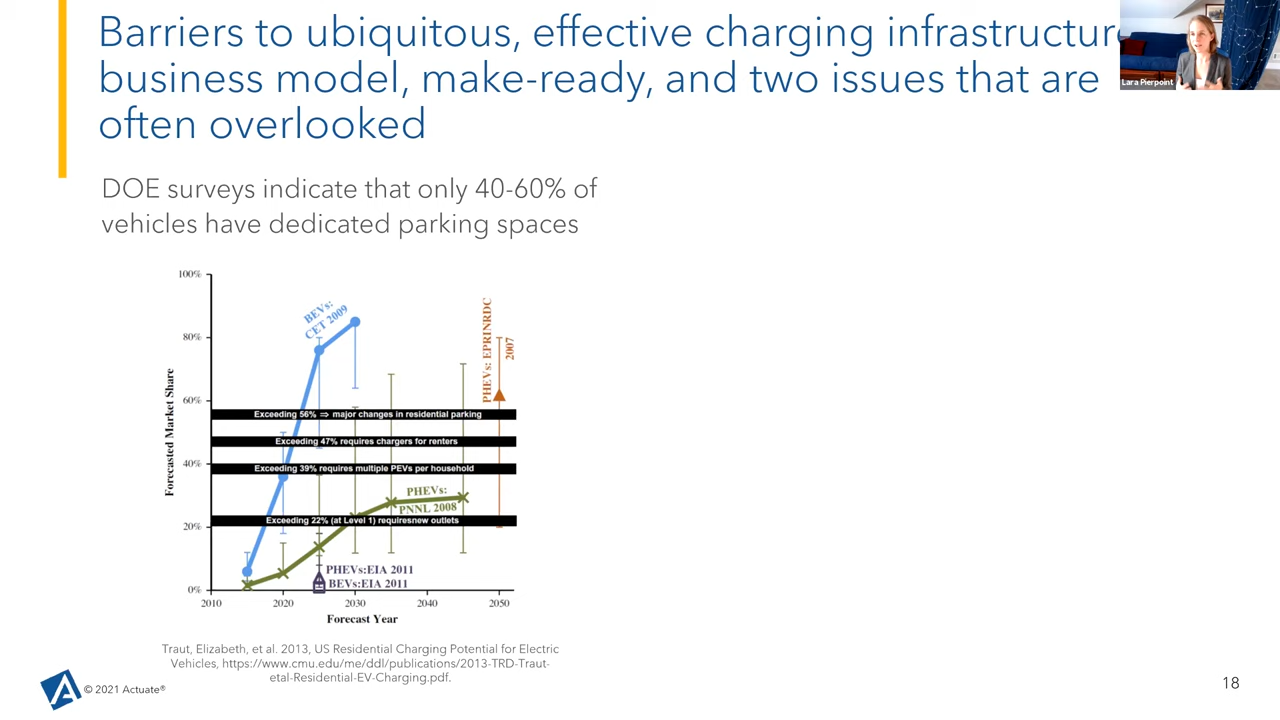 Barriers to ubiquitous, effective charging infrastructure
business model, make-ready, and two issues that are
often overlooked
Lara Pierpoint
DOE surveys indicate that only 40-60% of
vehicles have dedicated parking spaces
100%
80%
60%
40%
20%
0%
Forecasted Market Share
BEVs:
CET 2009
PHEVs: EPRINRDC
2007
Exceeding 56% ⇒ major changes in residential parking
Exceeding 47% requires chargers for renters
Exceeding 39% requires multiple PEVs per household
PHEVs:
PNNL 2008
Exceeding 22% (at Level 1) requiresnew outlets
PHEVs:EIA 2011
BEVs:EIA 2011
2010 2020 2030 2040 2050
Forecast Year
Traut, Elizabeth, et al. 2013, US Residential Charging Potential for Electric
Vehicles, https://www.cmu.edu/me/ddl/publications/2013-TRD-Traut-
etal-Residential-EV-Charging.pdf.
© 2021 Actuate®
18